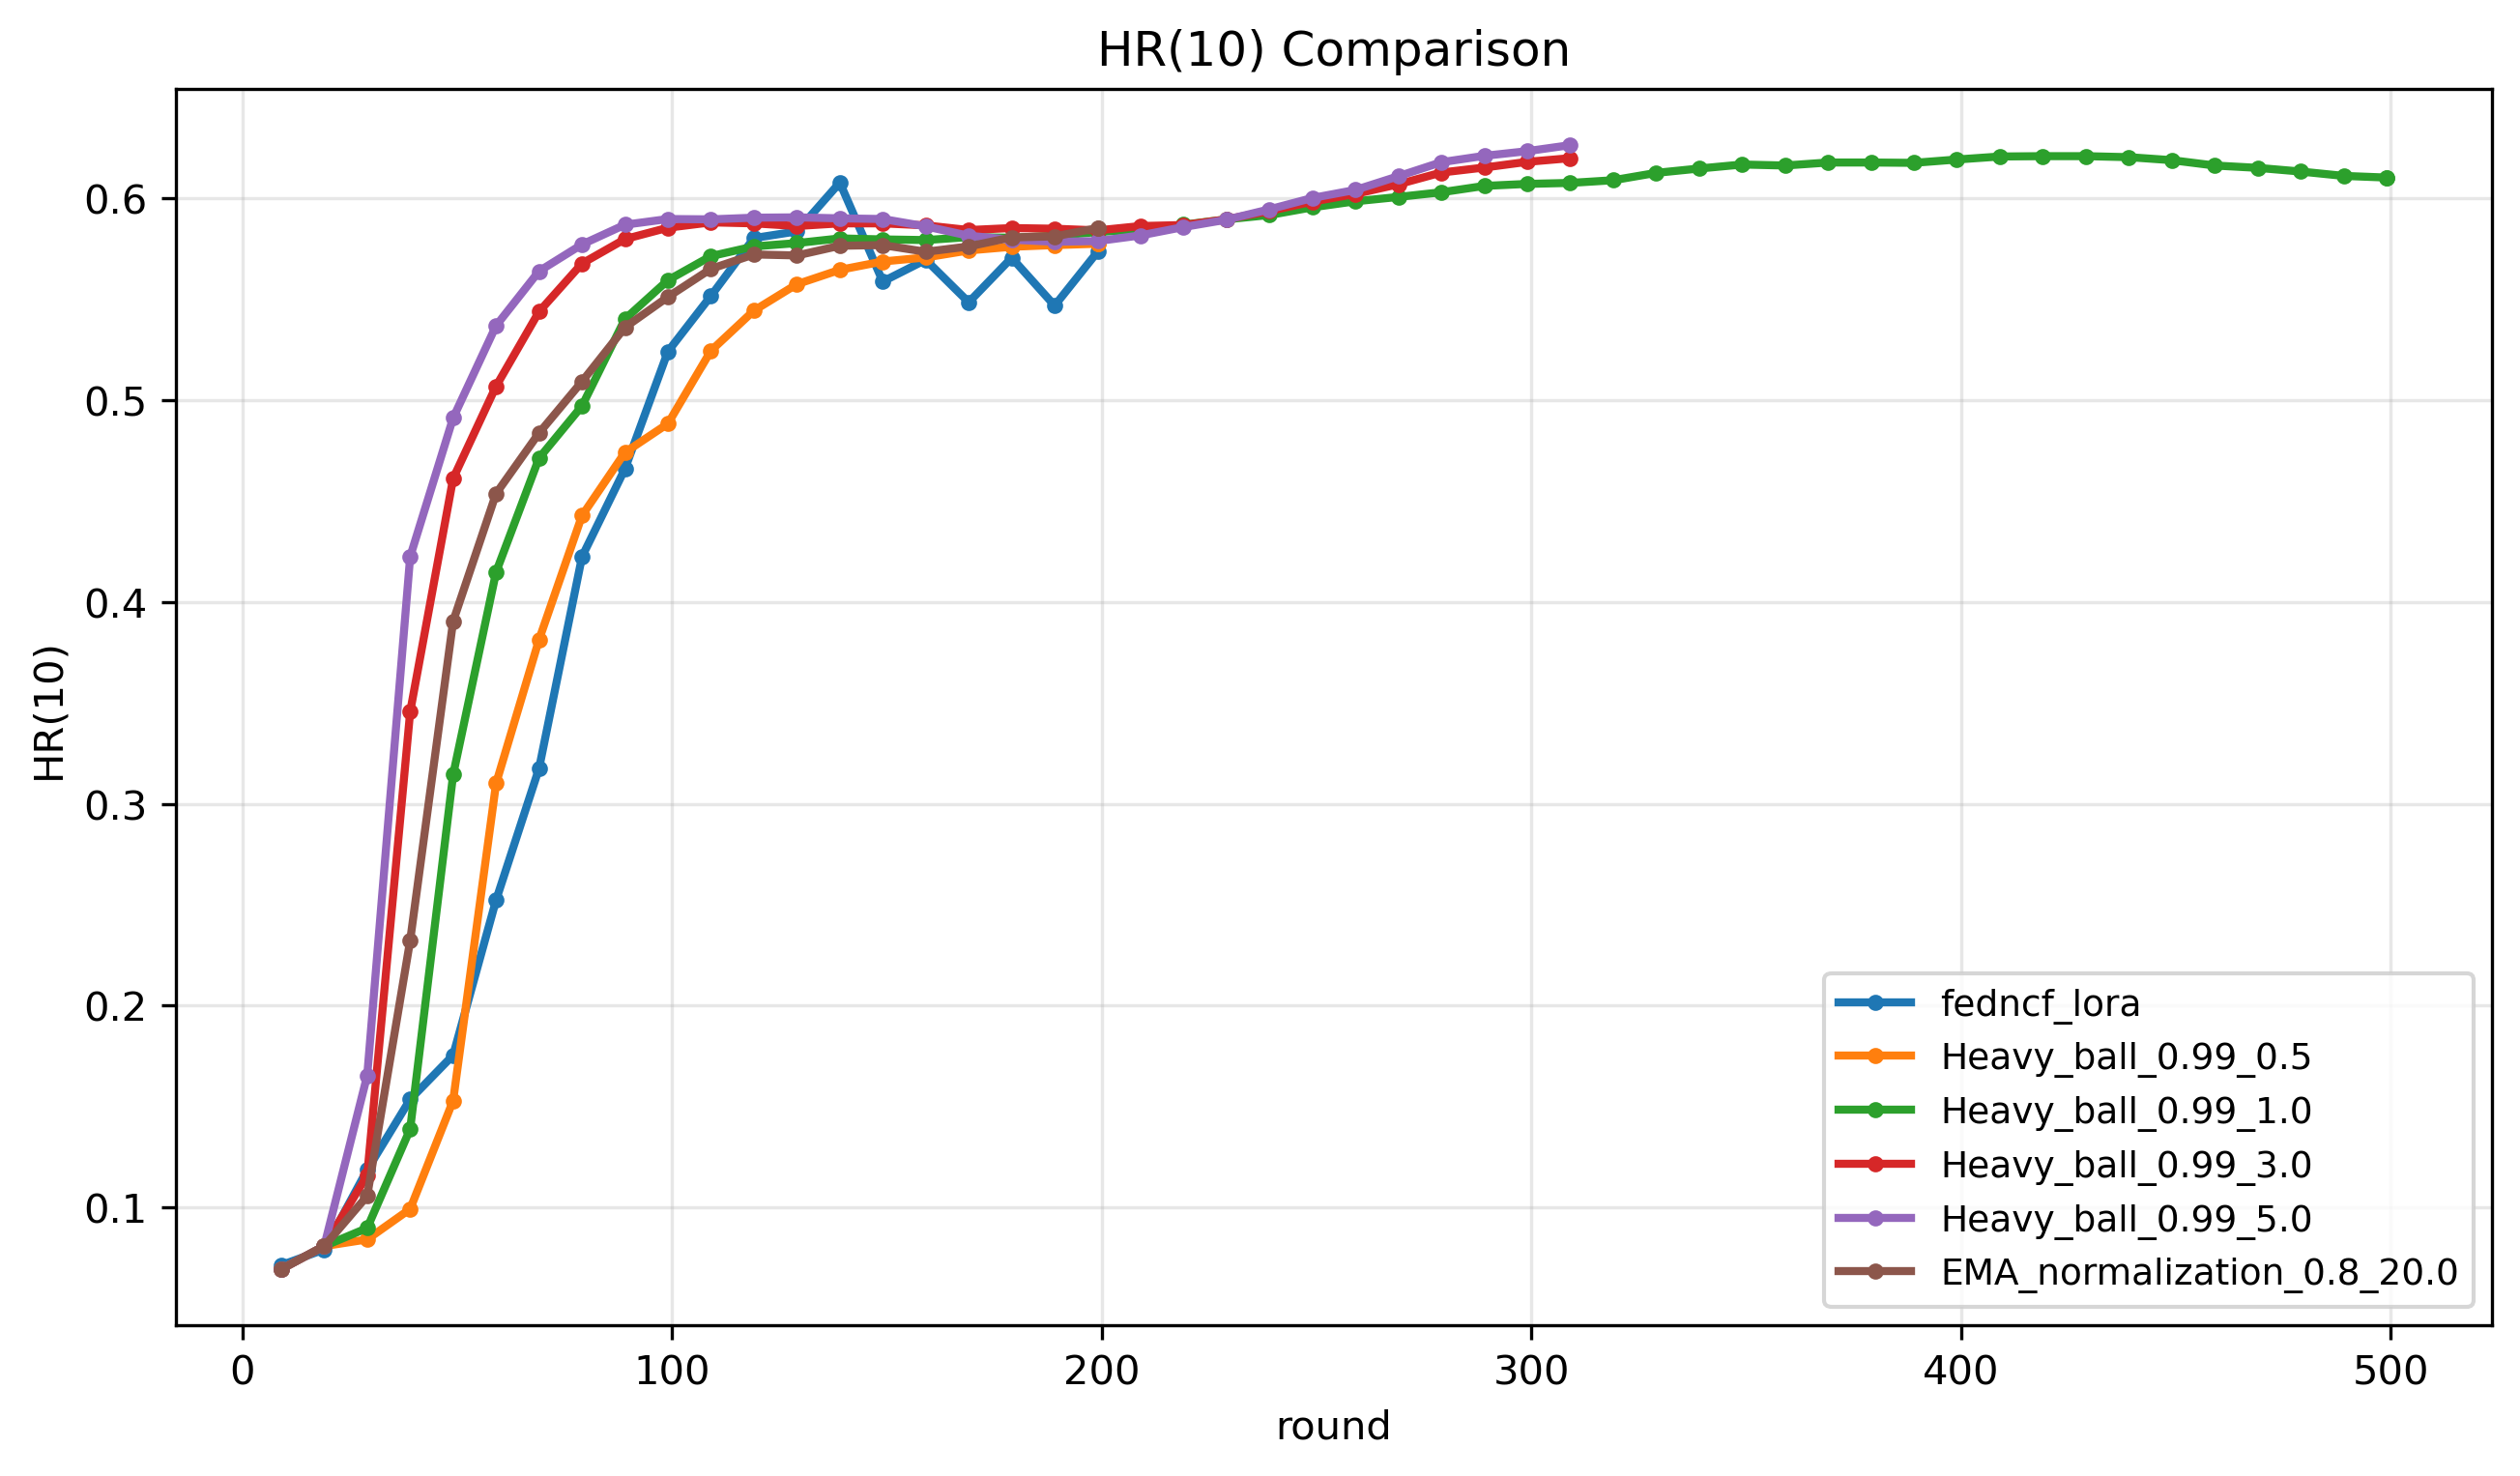 HR(10) Comparison
HR(10)
0.6
0.5
0.4
0.3
0.2
0.1
0 100 200 300 400 500
round
fedncf_lora
Heavy_ball_0.99_0.5
Heavy_ball_0.99_1.0
Heavy_ball_0.99_3.0
Heavy_ball_0.99_5.0
EMA_normalization_0.8_20.0